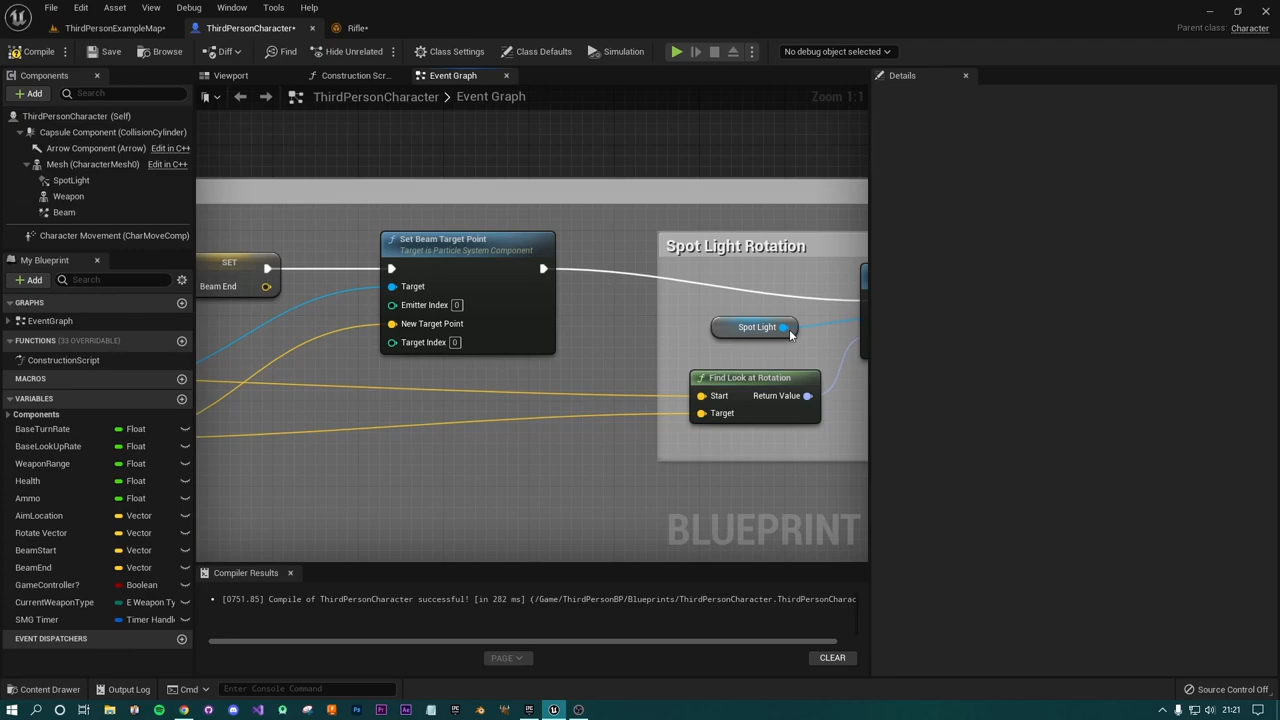 File Edit Asset View Debug Window Tools Help
ThirdPersonExampleMap*
ThirdPersonCharacter*
Rifle*
Parent class: Character
Compile
Save
Browse
Diff
Find
Hide Unrelated
Class Settings
Class Defaults
Simulation
No debug object selected
Components
Viewport
Construction Scr...
Event Graph
Details
Add
Search
ThirdPersonCharacter > Event Graph
Zoom 1:1
ThirdPersonCharacter (Self)
Capsule Component (CollisionCylinder)
Arrow Component (Arrow) Edit in C++
Mesh (CharacterMesh0) Edit in C++
SpotLight
Weapon
Beam
Character Movement (CharMoveComp)
My Blueprint
Add
Search
GRAPHS
EventGraph
FUNCTIONS (33 OVERRIDABLE)
ConstructionScript
MACROS
VARIABLES
Components
BaseTurnRate Float
BaseLookUpRate Float
WeaponRange Float
Health Float
Ammo Float
AimLocation Vector
Rotate Vector Vector
BeamStart Vector
BeamEnd Vector
GameController? Boolean
CurrentWeaponType E Weapon Ty
SMG Timer Timer Handl
EVENT DISPATCHERS
SET
Beam End
Set Beam Target Point
Target is Particle System Component
Target
Emitter Index 0
New Target Point
Target Index 0
Spot Light Rotation
Spot Light
Find Look at Rotation
Start Return Value
Target
BLUEPRINT
Compiler Results
[0751.85] Compile of ThirdPersonCharacter successful! [in 282 ms] (/Game/ThirdPersonBP/Blueprints/ThirdPersonCharacter.ThirdPersonCharac
PAGE
CLEAR
Content Drawer
Output Log
Cmd
Enter Console Command
Source Control Off
21:21